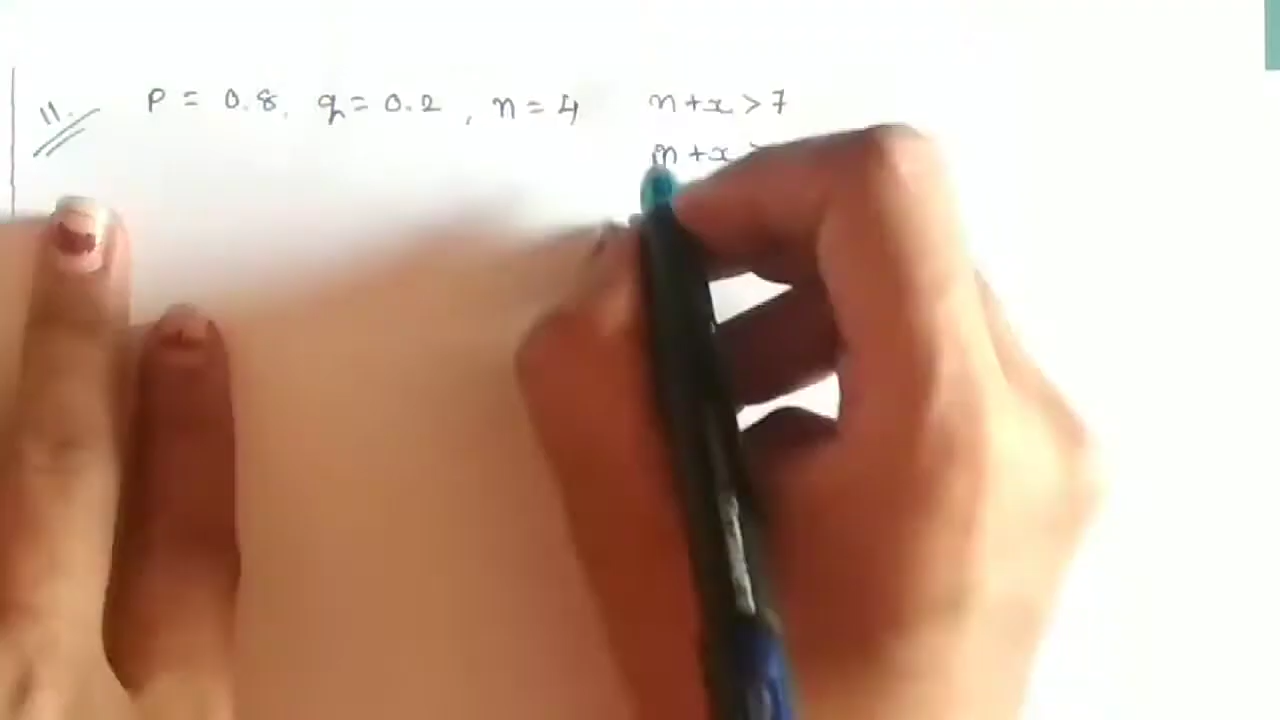 11. P = 0.8, q = 0.2, n = 4 n + x > 7
n + x >